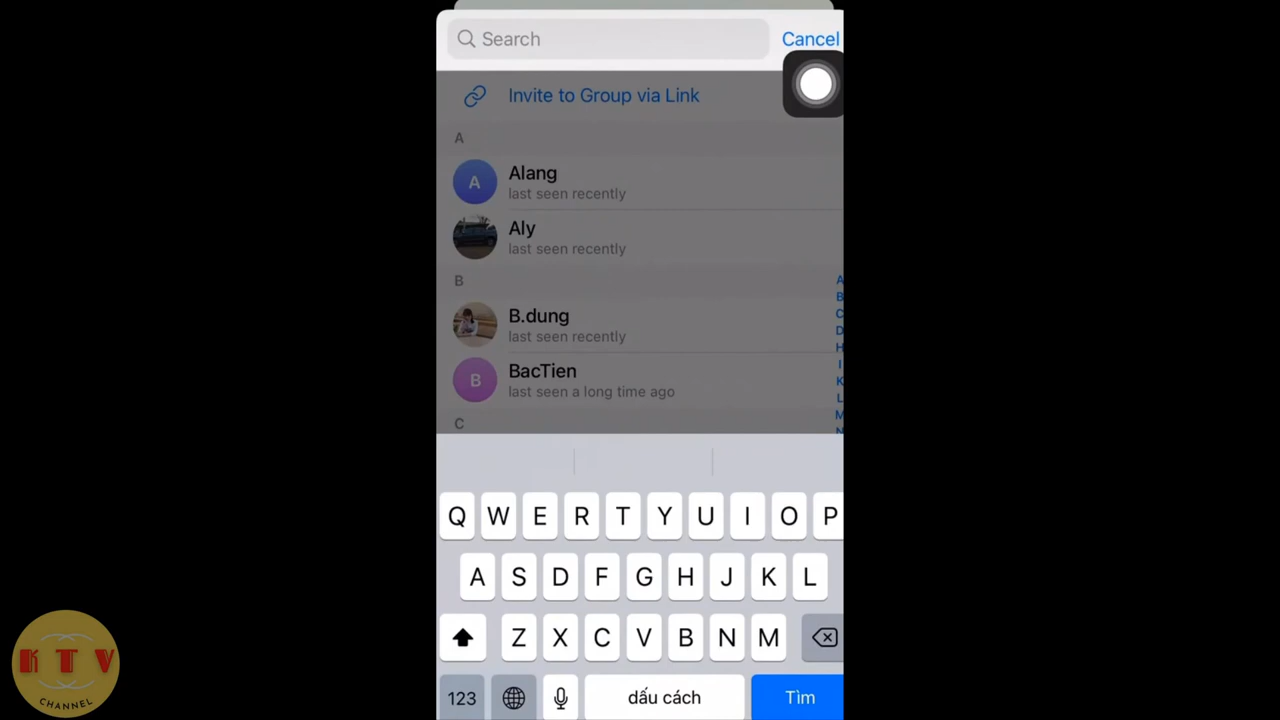 Search
Cancel
Invite to Group via Link
A
A
Alang
last seen recently
Aly
last seen recently
B
B.dung
last seen recently
B
BacTien
last seen a long time ago
C
A
B
C
D
H
I
K
L
M
N
Q W E R T Y U I O P
A S D F G H J K L
Z X C V B N M
123
dấu cách
Tìm
KTV
CHANNEL